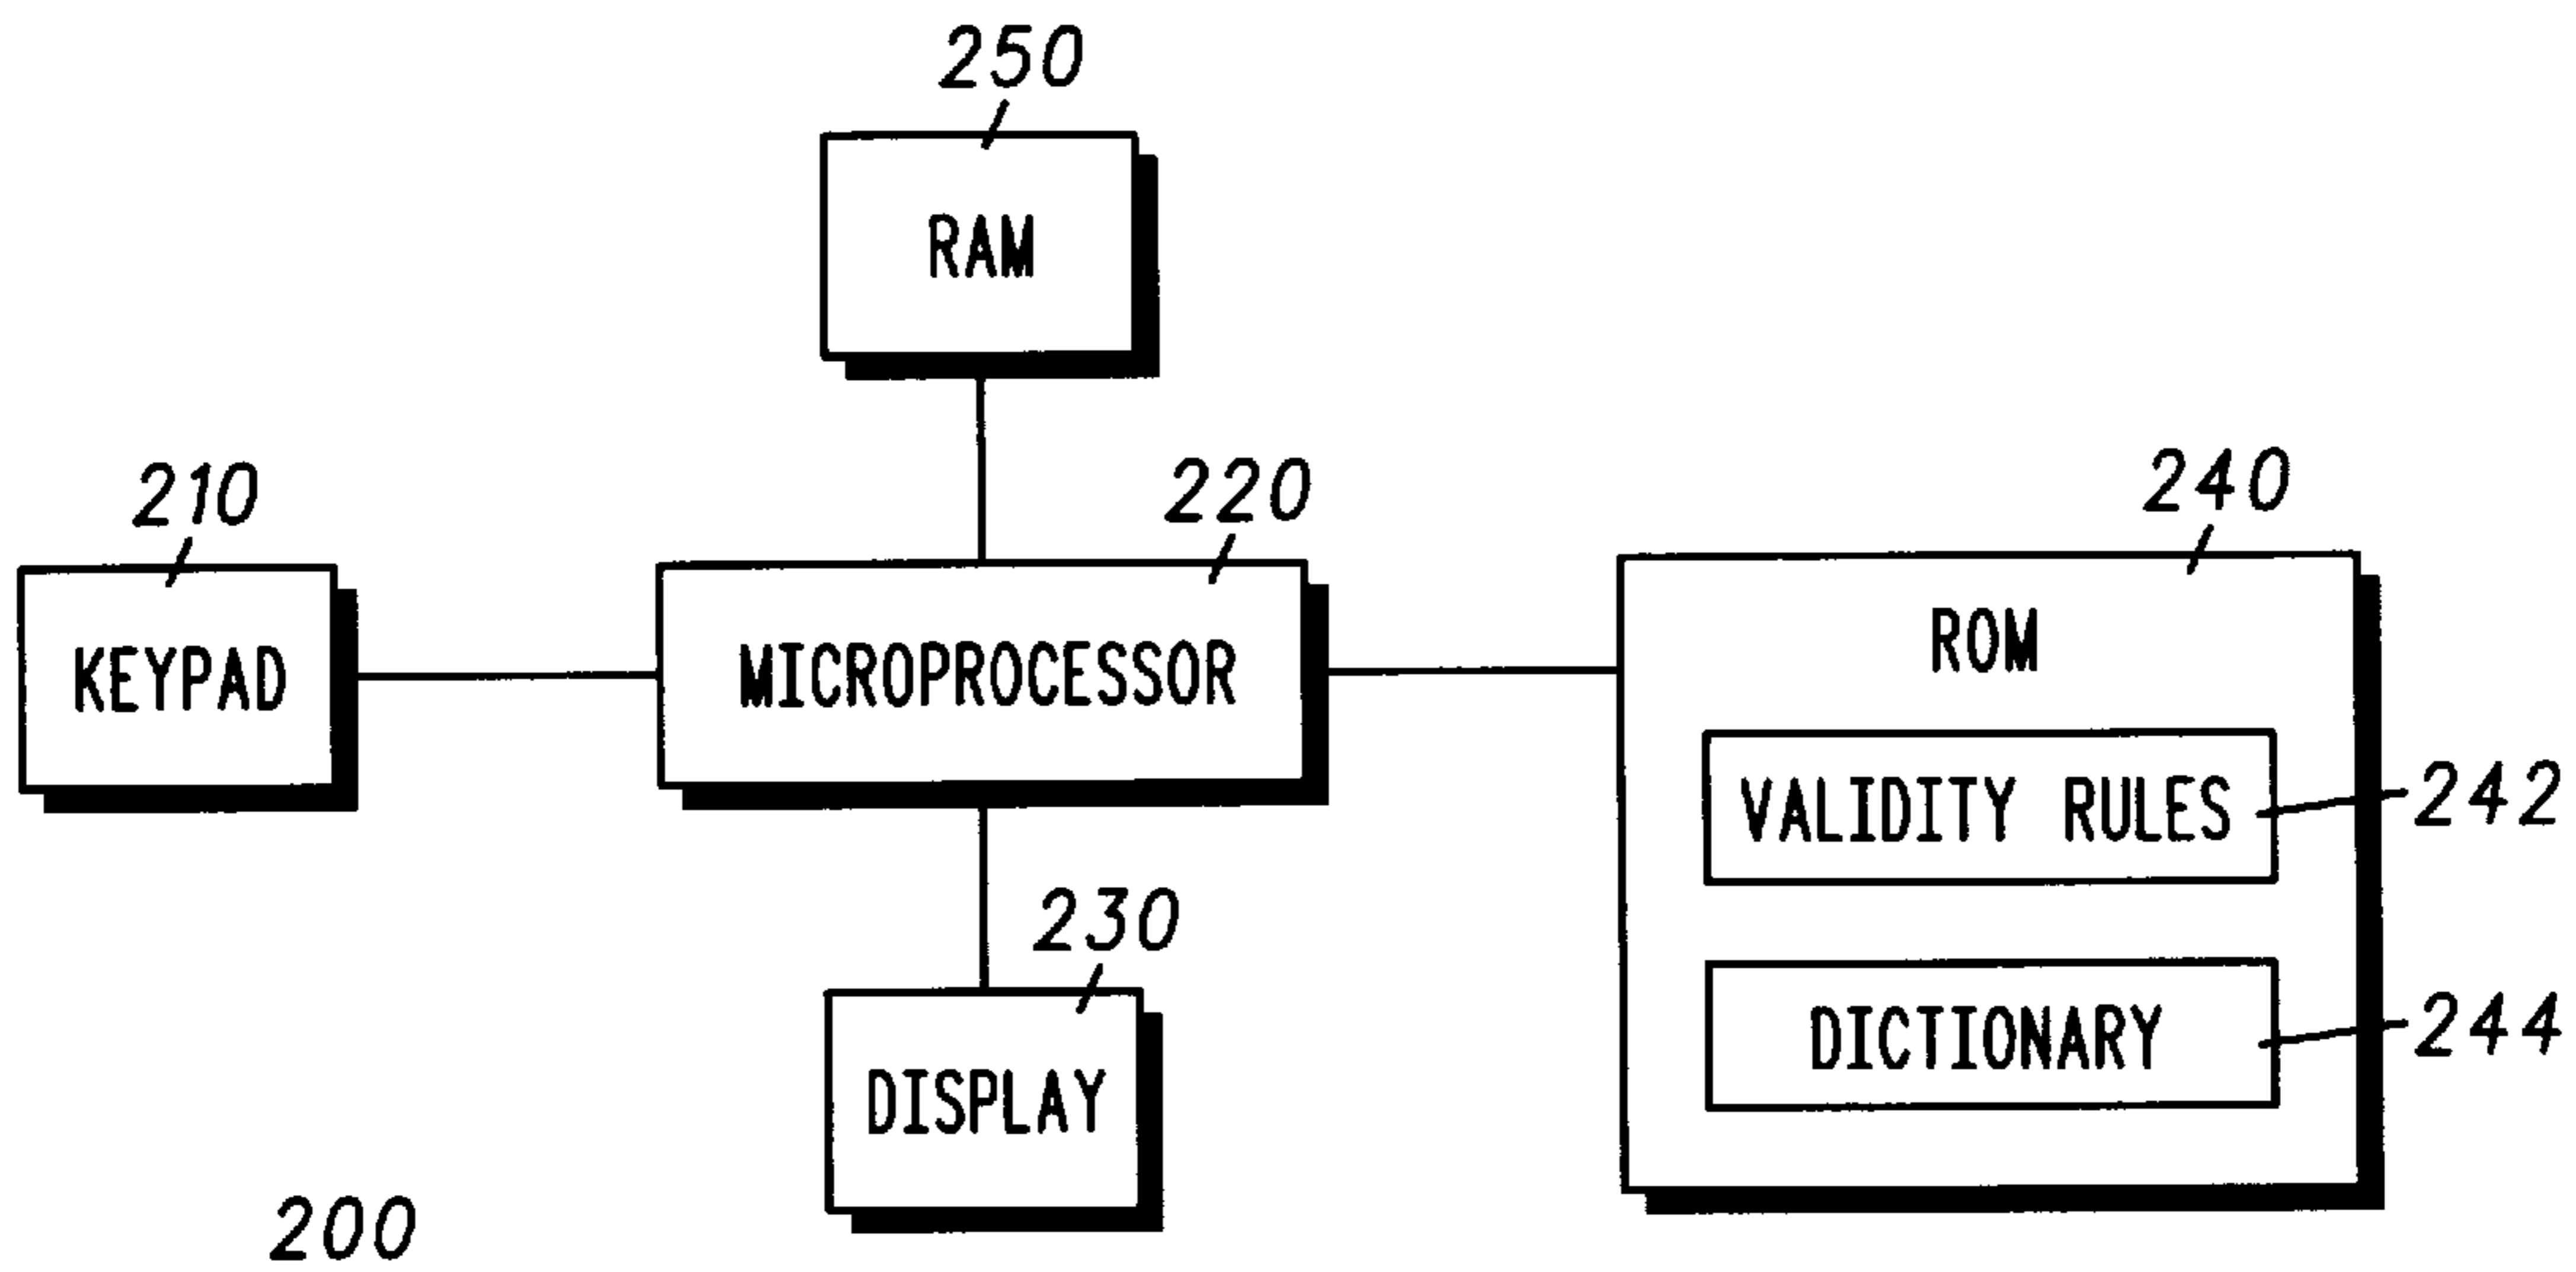 250
RAM
210
220
240
KEYPAD
MICROPROCESSOR
ROM
VALIDITY RULES
242
230
DICTIONARY
244
DISPLAY
200